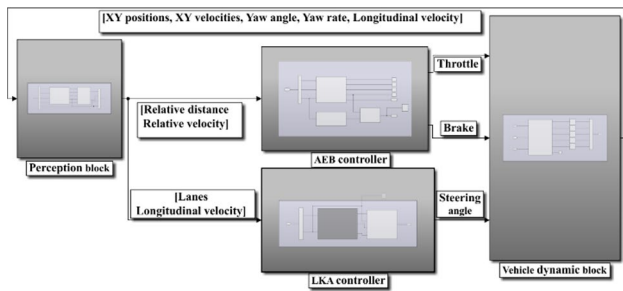 [XY positions, XY velocities, Yaw angle, Yaw rate, Longitudinal velocity]
Throttle
[Relative distance
Relative velocity]
Brake
Perception block
AEB controller
[Lanes
Longitudinal velocity]
Steering
angle
LKA controller
Vehicle dynamic block